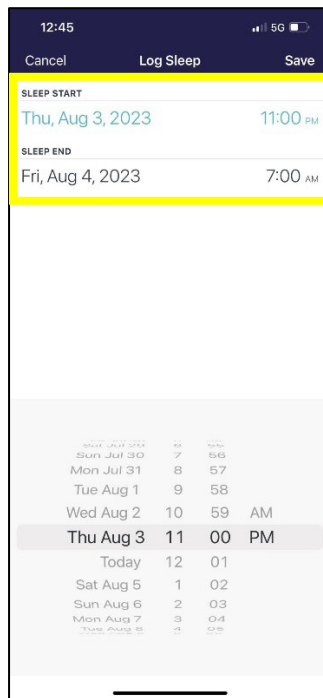 12:45 5G
Cancel Log Sleep Save
SLEEP START
Thu, Aug 3, 2023 11:00 PM
SLEEP END
Fri, Aug 4, 2023 7:00 AM
Sun Jul 30 7 56
Mon Jul 31 8 57
Tue Aug 1 9 58
Wed Aug 2 10 59 AM
Thu Aug 3 11 00 PM
Today 12 01
Sat Aug 5 1 02
Sun Aug 6 2 03
Mon Aug 7 3 04